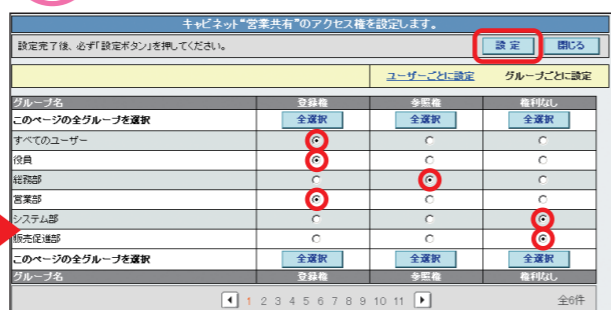 キャビネット"営業共有"のアクセス権を設定します。
設定完了後、必ず「設定ボタン」を押してください。 設 定 閉じる
ユーザーごとに設定 グループごとに設定
グループ名 登録権 参照権 権利なし
このページの全グループを選択 全選択 全選択 全選択
すべてのユーザー
役員
総務部
営業部
システム部
販売促進部
このページの全グループを選択 全選択 全選択 全選択
グループ名 登録権 参照権 権利なし
1 2 3 4 5 6 7 8 9 10 11 全6件